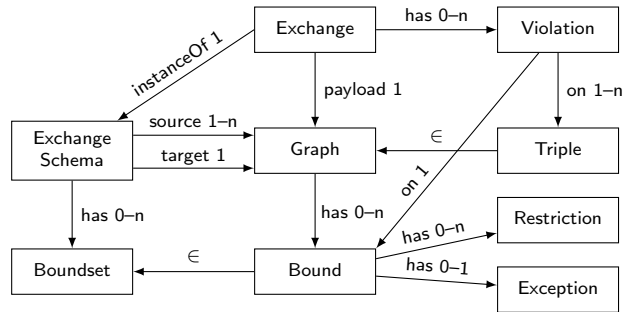 Exchange
has 0–n
Violation
instanceOf 1
payload 1
on 1–n
Exchange
Schema
source 1–n
target 1
Graph
∈
Triple
on 1
has 0–n
has 0–n
has 0–n
Restriction
Boundset
∈
Bound
has 0–1
Exception